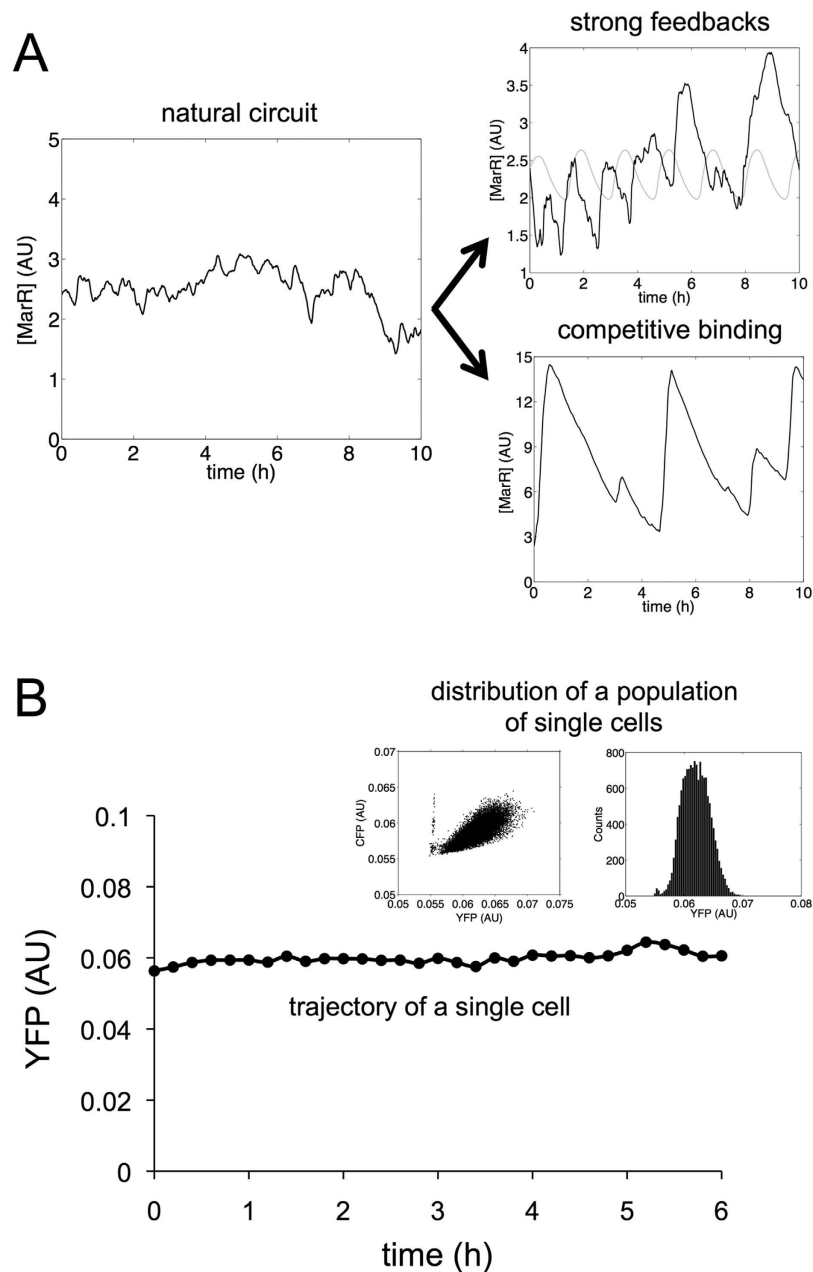 A
natural circuit
5
4
3
2
1
0
[MarR] (AU)
0 2 4 6 8 10
time (h)
strong feedbacks
4
3.5
3
2.5
2
1.5
1
[MarR] (AU)
0 2 4 6 8 10
time (h)
competitive binding
15
12
9
6
3
0
[MarR] (AU)
0 2 4 6 8 10
time (h)
B
distribution of a population
of single cells
0.07
0.065
0.06
0.055
0.05
CFP (AU)
0.05 0.055 0.06 0.065 0.07 0.075
YFP (AU)
800
600
400
200
0
Counts
0.05 0.06 0.07 0.08
YFP (AU)
0.1
0.08
0.06
0.04
0.02
0
YFP (AU)
trajectory of a single cell
0 1 2 3 4 5 6
time (h)